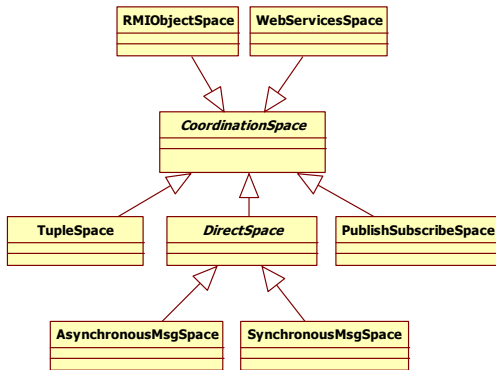 RMIObjectSpace
WebServicesSpace
CoordinationSpace
TupleSpace
DirectSpace
PublishSubscribeSpace
AsynchronousMsgSpace
SynchronousMsgSpace